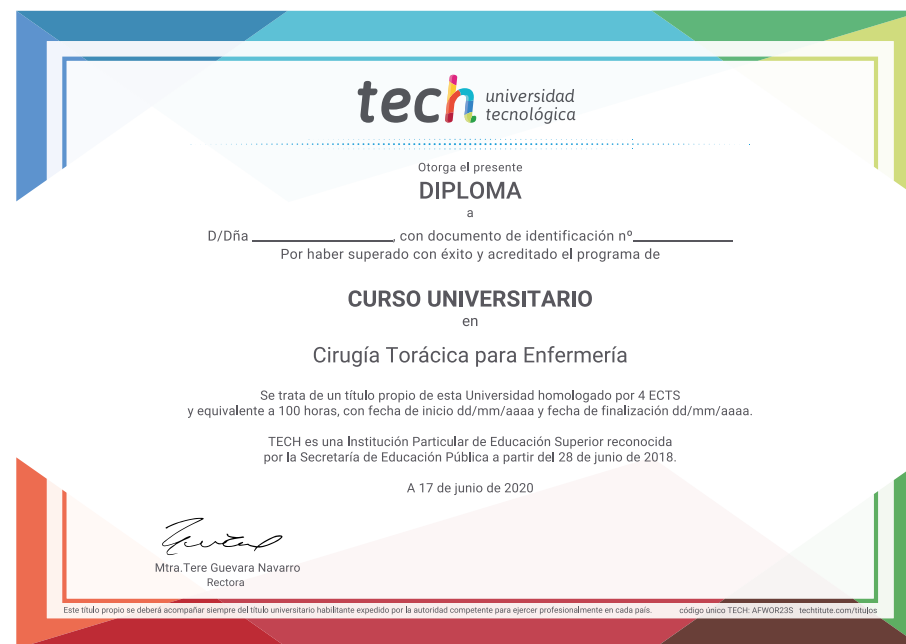 tech universidad
tecnológica
Otorga el presente
DIPLOMA
a
D/Dña ____________, con documento de identificación nº____________
Por haber superado con éxito y acreditado el programa de
CURSO UNIVERSITARIO
en
Cirugía Torácica para Enfermería
Se trata de un título propio de esta Universidad homologado por 4 ECTS
y equivalente a 100 horas, con fecha de inicio dd/mm/aaaa y fecha de finalización dd/mm/aaaa.
TECH es una Institución Particular de Educación Superior reconocida
por la Secretaría de Educación Pública a partir del 28 de junio de 2018.
A 17 de junio de 2020
Mtra.Tere Guevara Navarro
Rectora
Este título propio se deberá acompañar siempre del título universitario habilitante expedido por la autoridad competente para ejercer profesionalmente en cada país. código único TECH: AFWOR23S techtitute.com/titulos